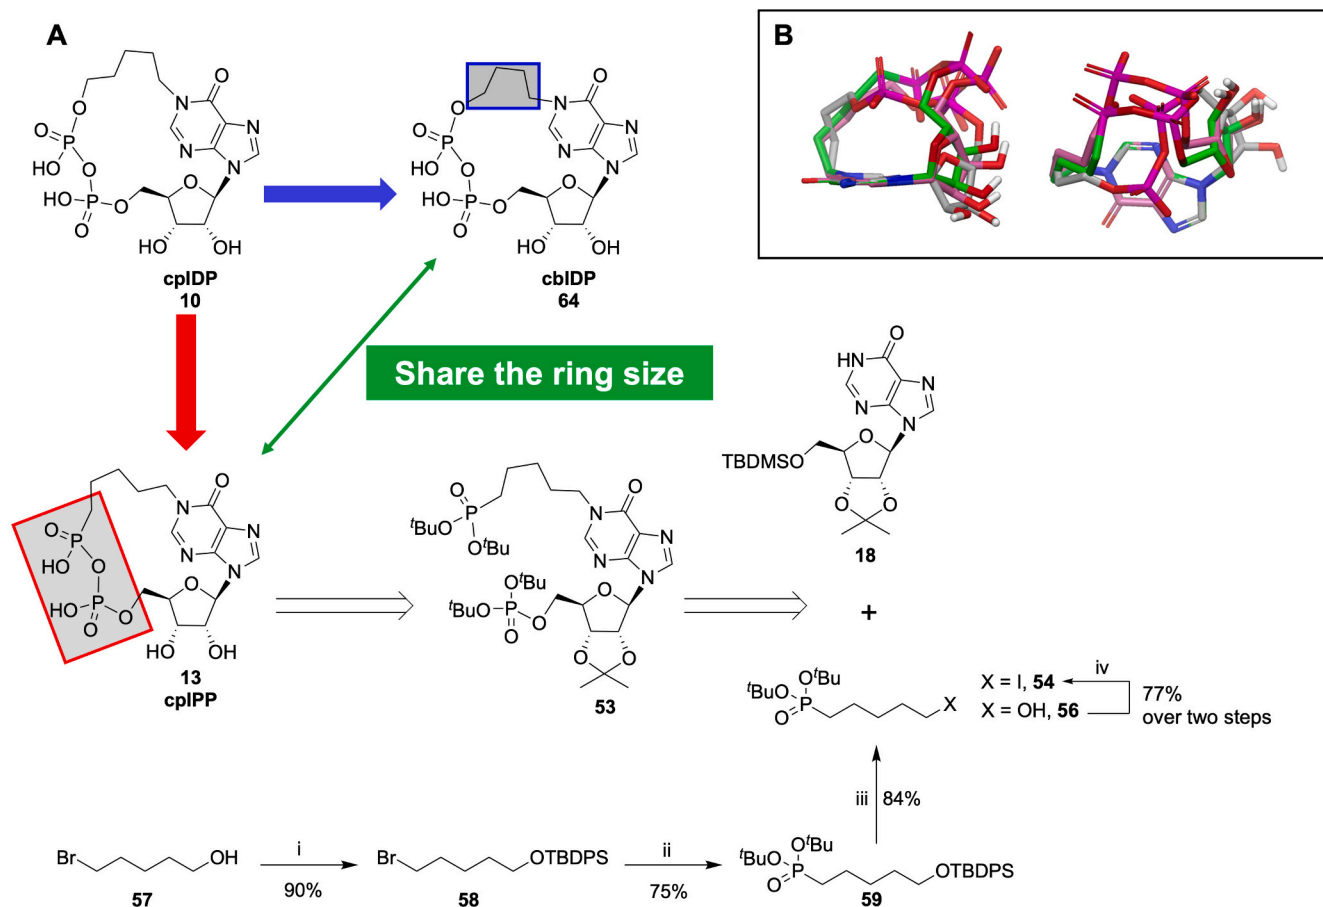 A
B
O
O
P
HO
O
HO
P
O
O
N
O
N
N
N
O
HO
OH
cpIDP
10
O
O
P
HO
O
HO
P
O
O
N
O
N
N
N
O
HO
OH
cbIDP
64
Share the ring size
O
P
HO
O
HO
P
O
O
N
O
N
N
N
O
HO
OH
13
cpIPP
O
P
tBuO
OtBu
N
O
N
N
N
OtBu
tBuO
P
O
O
O
O
O
53
O
HN
N
N
N
TBDMSO
O
O
O
18
+
OtBu
tBuO
P
O
X
X = I, 54
X = OH, 56
iv
77%
over two steps
iii
84%
Br
OH
57
i
90%
Br
OTBDPS
58
ii
75%
OtBu
tBuO
P
O
OTBDPS
59